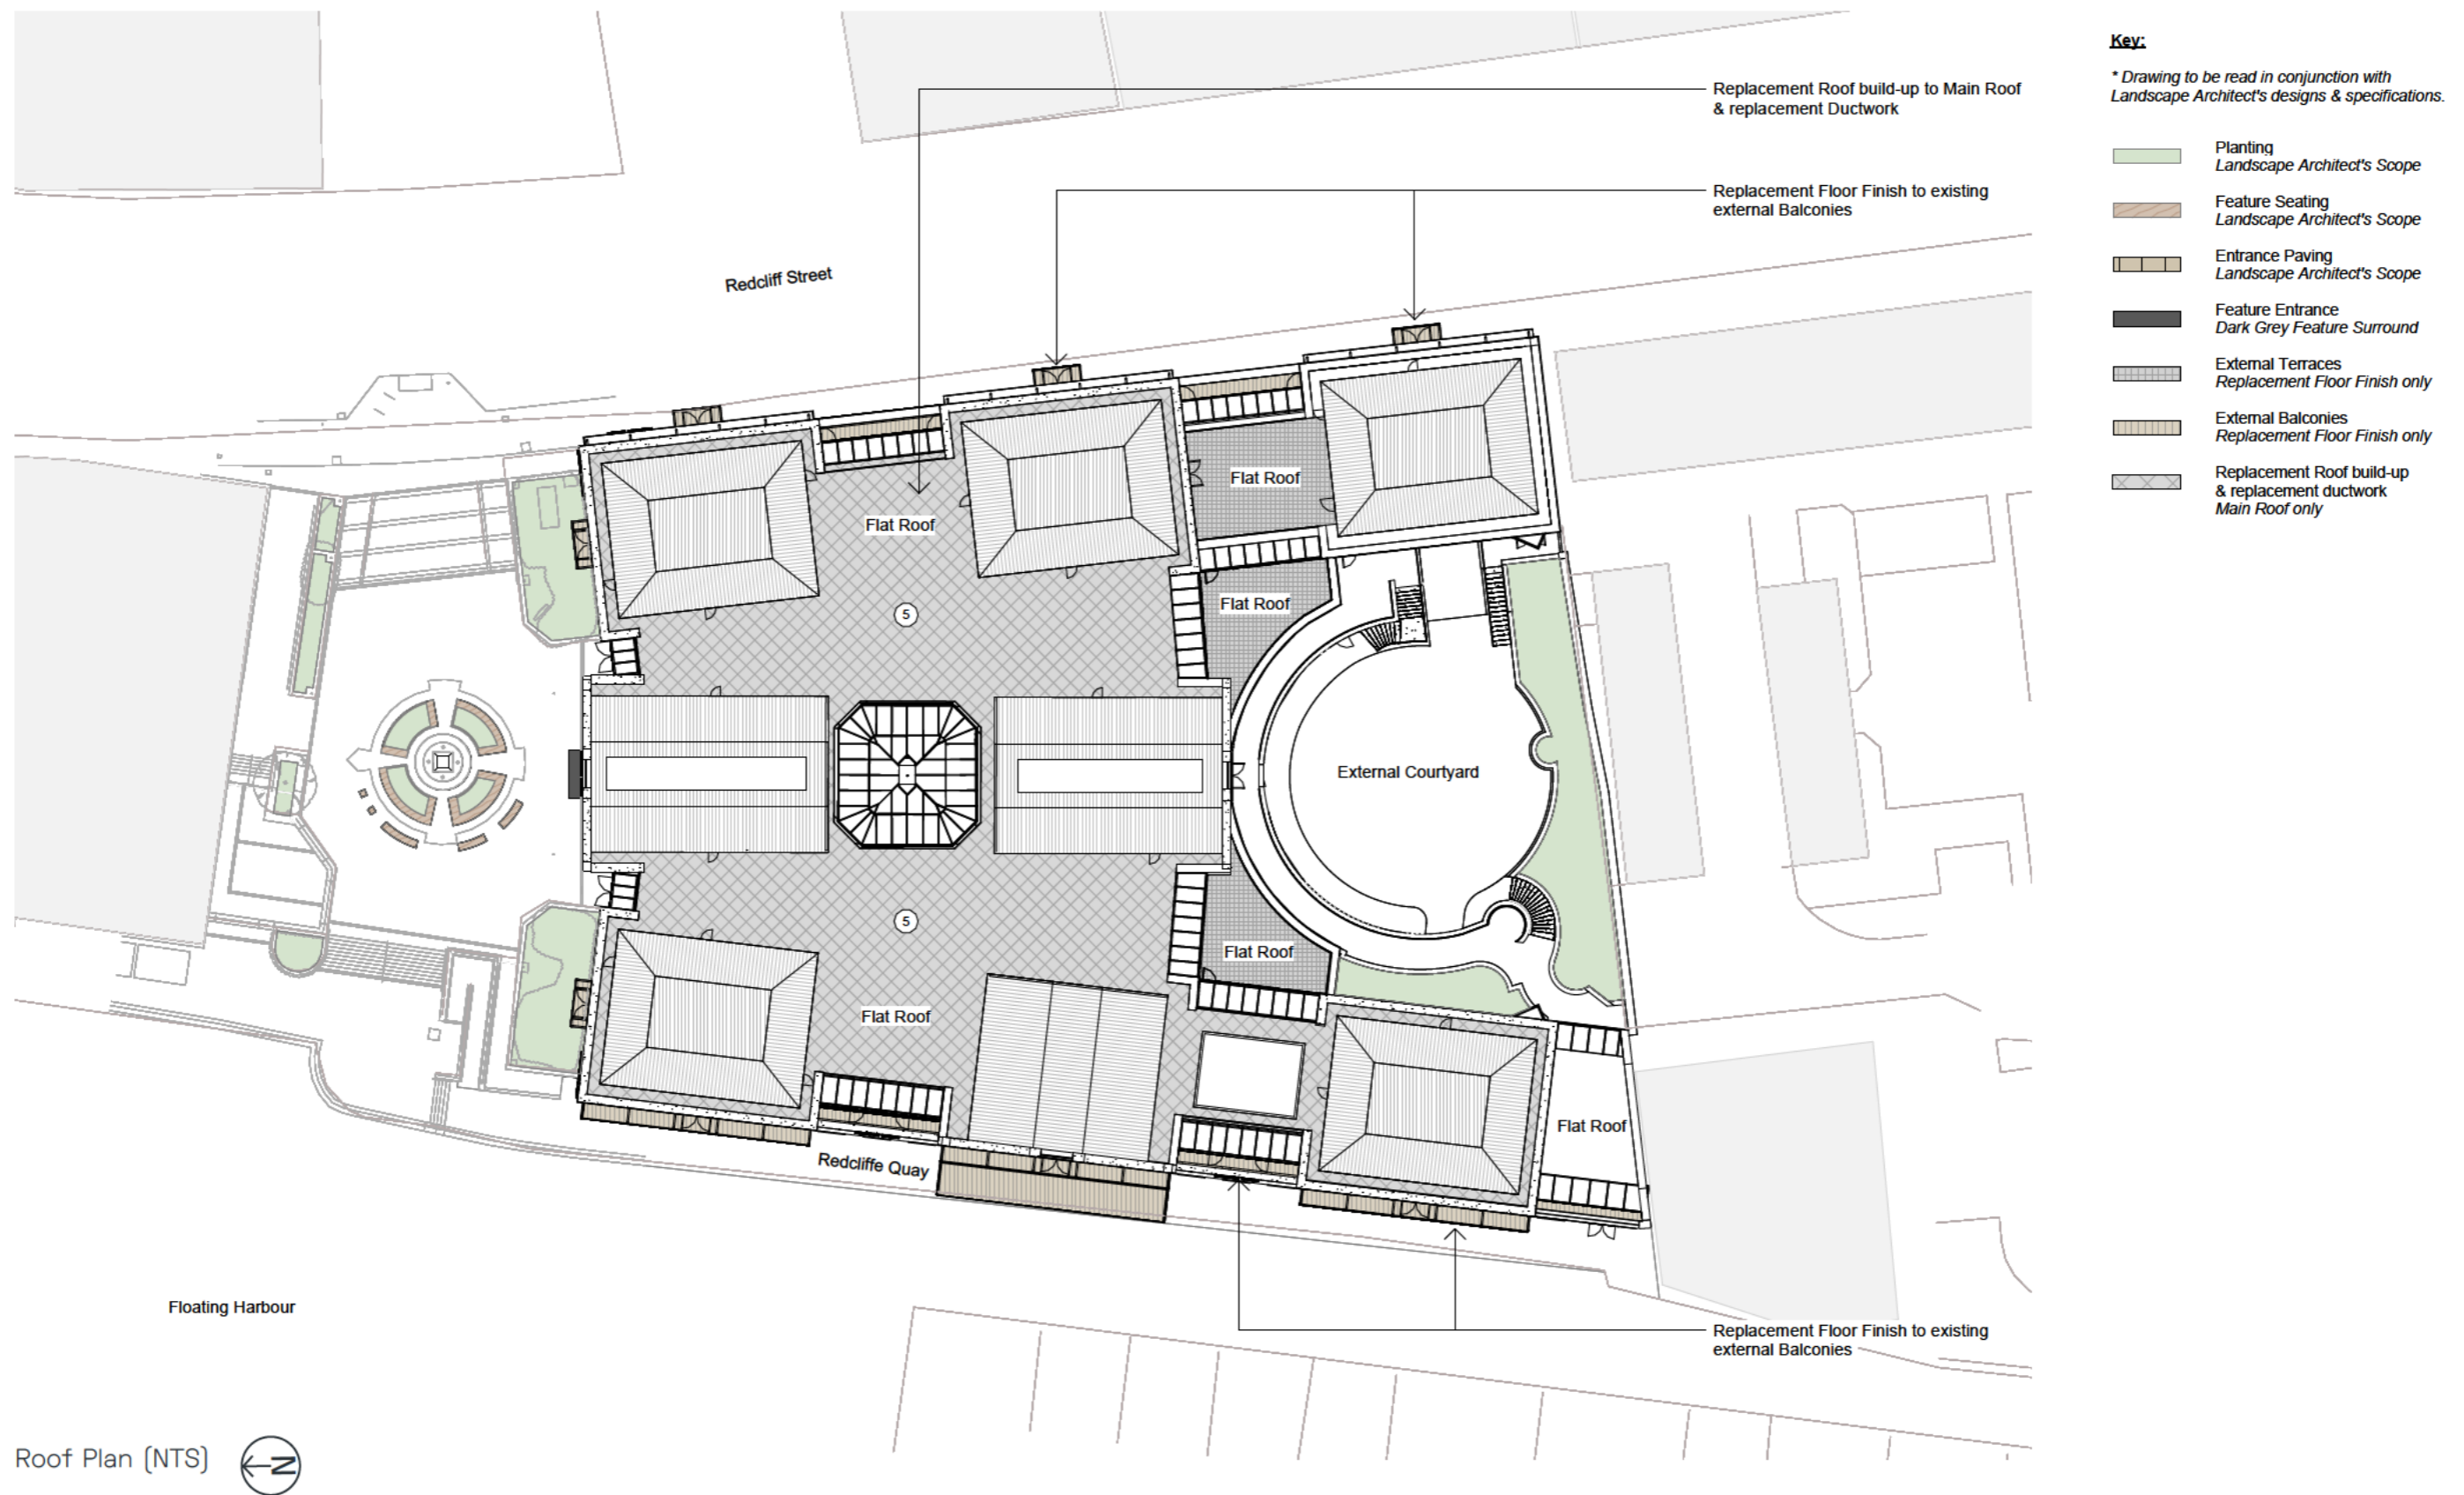 Key:
* Drawing to be read in conjunction with
Landscape Architect's designs & specifications.
Planting
Landscape Architect's Scope
Feature Seating
Landscape Architect's Scope
Entrance Paving
Landscape Architect's Scope
Feature Entrance
Dark Grey Feature Surround
External Terraces
Replacement Floor Finish only
External Balconies
Replacement Floor Finish only
Replacement Roof build-up
& replacement ductwork
Main Roof only
Replacement Roof build-up to Main Roof
& replacement Ductwork
Replacement Floor Finish to existing
external Balconies
Redcliff Street
Flat Roof
Flat Roof
Flat Roof
5
External Courtyard
5
Flat Roof
Flat Roof
Flat Roof
Redcliffe Quay
Floating Harbour
Replacement Floor Finish to existing
external Balconies
Roof Plan (NTS)
N